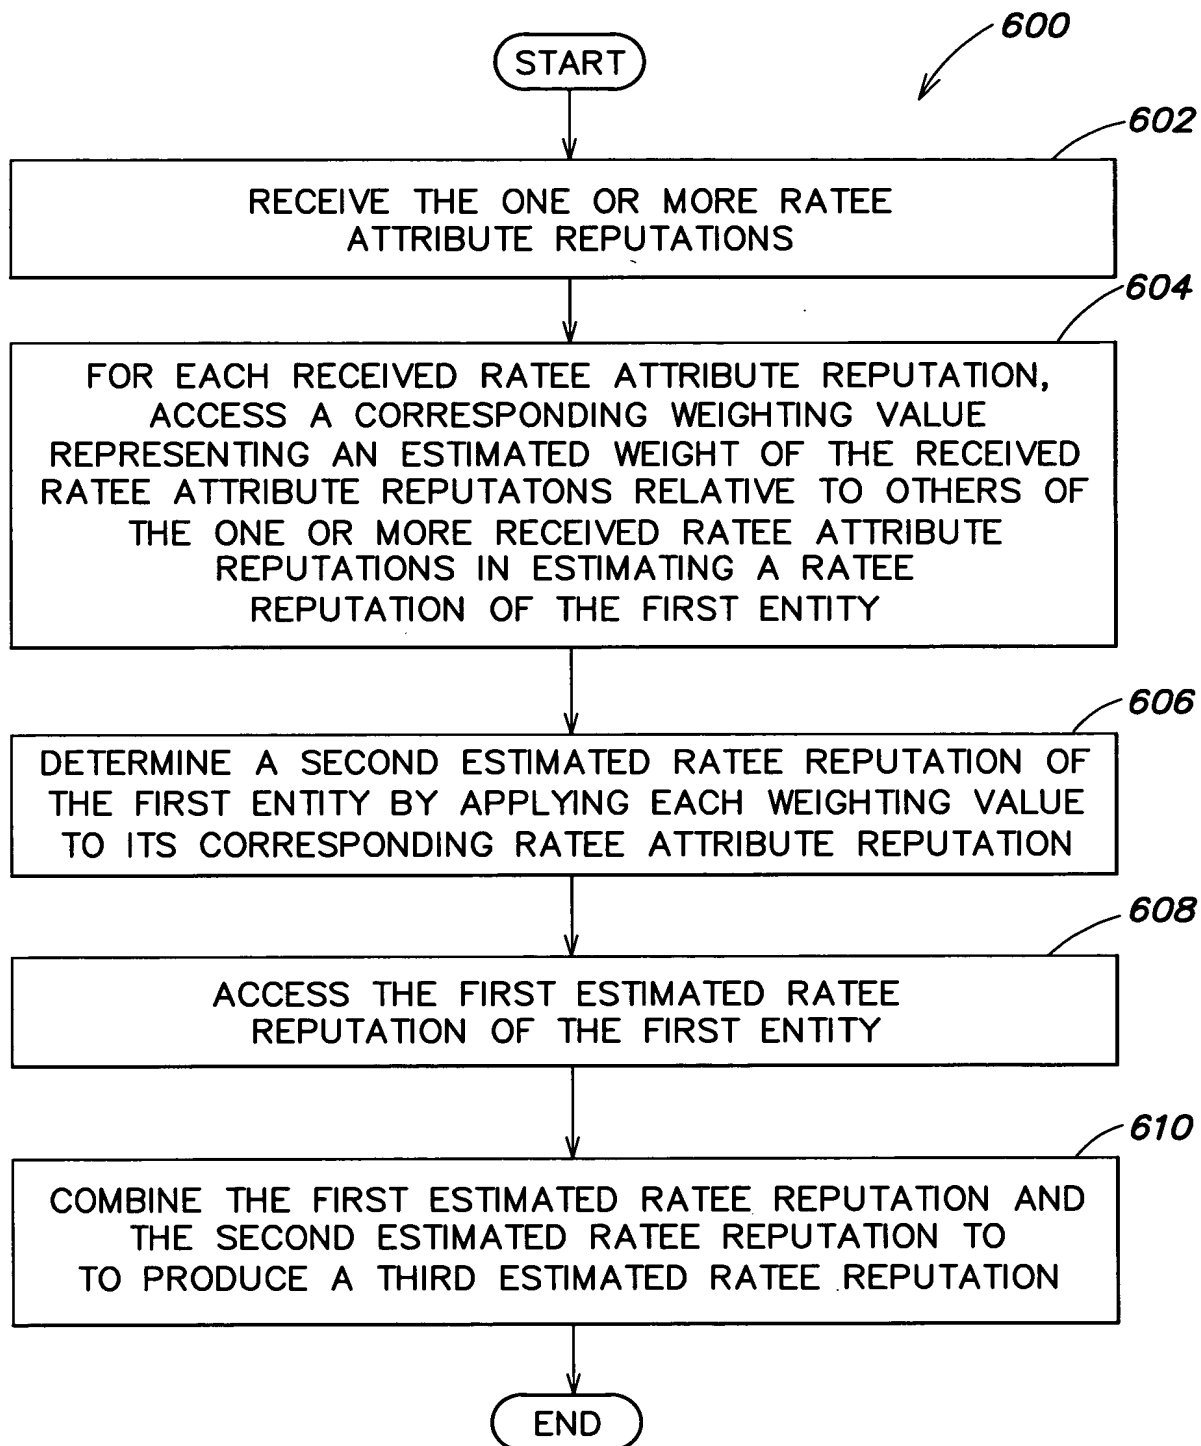 600
START
602
RECEIVE THE ONE OR MORE RATEE
ATTRIBUTE REPUTATIONS
604
FOR EACH RECEIVED RATEE ATTRIBUTE REPUTATION,
ACCESS A CORRESPONDING WEIGHTING VALUE
REPRESENTING AN ESTIMATED WEIGHT OF THE RECEIVED
RATEE ATTRIBUTE REPUTATONS RELATIVE TO OTHERS OF
THE ONE OR MORE RECEIVED RATEE ATTRIBUTE
REPUTATIONS IN ESTIMATING A RATEE
REPUTATION OF THE FIRST ENTITY
606
DETERMINE A SECOND ESTIMATED RATEE REPUTATION OF
THE FIRST ENTITY BY APPLYING EACH WEIGHTING VALUE
TO ITS CORRESPONDING RATEE ATTRIBUTE REPUTATION
608
ACCESS THE FIRST ESTIMATED RATEE
REPUTATION OF THE FIRST ENTITY
610
COMBINE THE FIRST ESTIMATED RATEE REPUTATION AND
THE SECOND ESTIMATED RATEE REPUTATION TO
TO PRODUCE A THIRD ESTIMATED RATEE REPUTATION
END